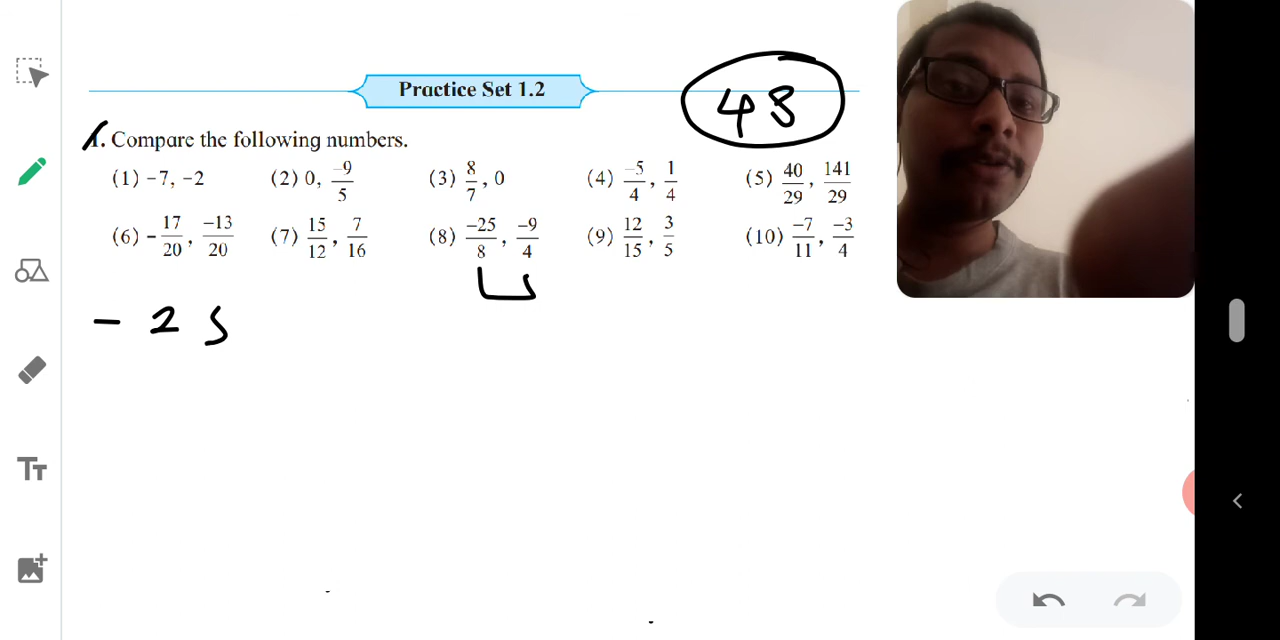 Practice Set 1.2
48
1. Compare the following numbers.
(1) -7, -2 (2) 0, -9/5 (3) 8/7, 0 (4) -5/4, 1/4 (5) 40/29, 141/29
(6) -17/20, -13/20 (7) 15/12, 7/16 (8) -25/8, -9/4 (9) 12/15, 3/5 (10) -7/11, -3/4
- 25
TT